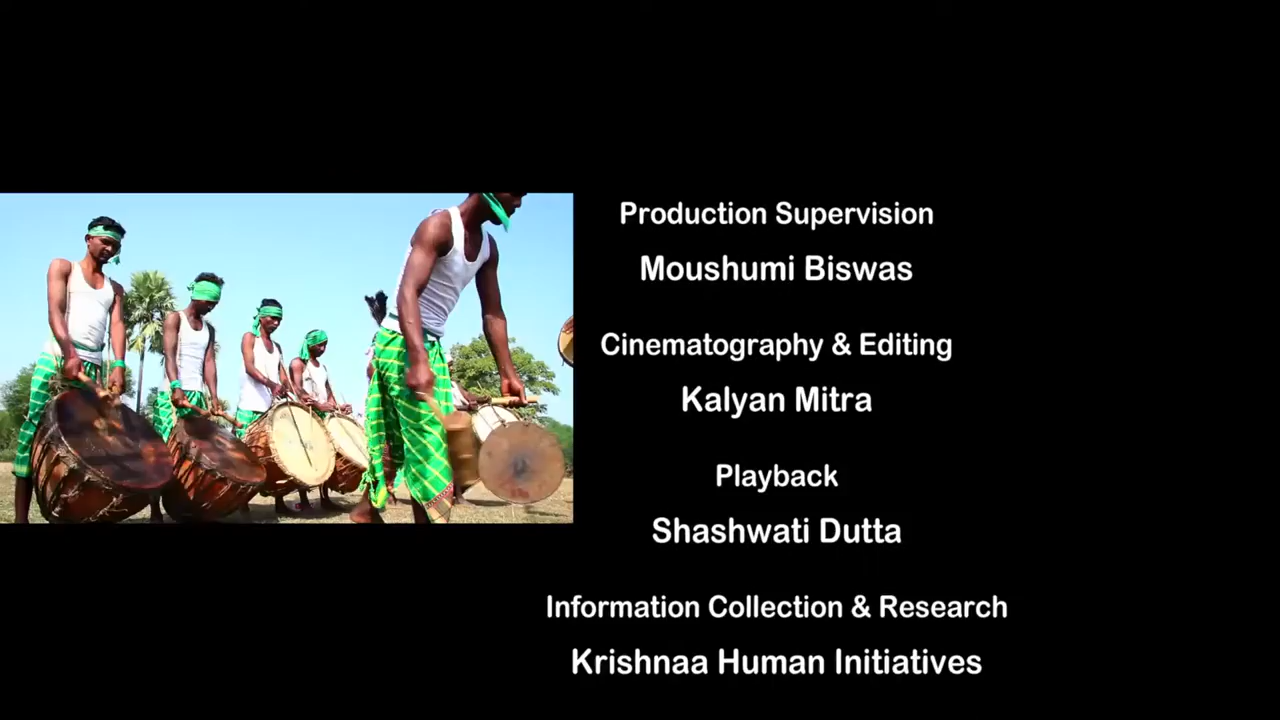 Production Supervision
Moushumi Biswas
Cinematography & Editing
Kalyan Mitra
Playback
Shashwati Dutta
Information Collection & Research
Krishnaa Human Initiatives